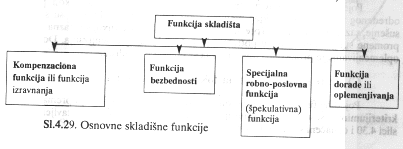 Funkcija skladišta
Kompenzaciona
funkcija ili funkcija
izravnanja
Funkcija
bezbednosti
Specijalna
robno-poslovna
funkcija
(špekulativna)
funkcija
Funkcija
dorade ili
oplemenjivanja
Sl.4.29. Osnovne skladišne funkcije